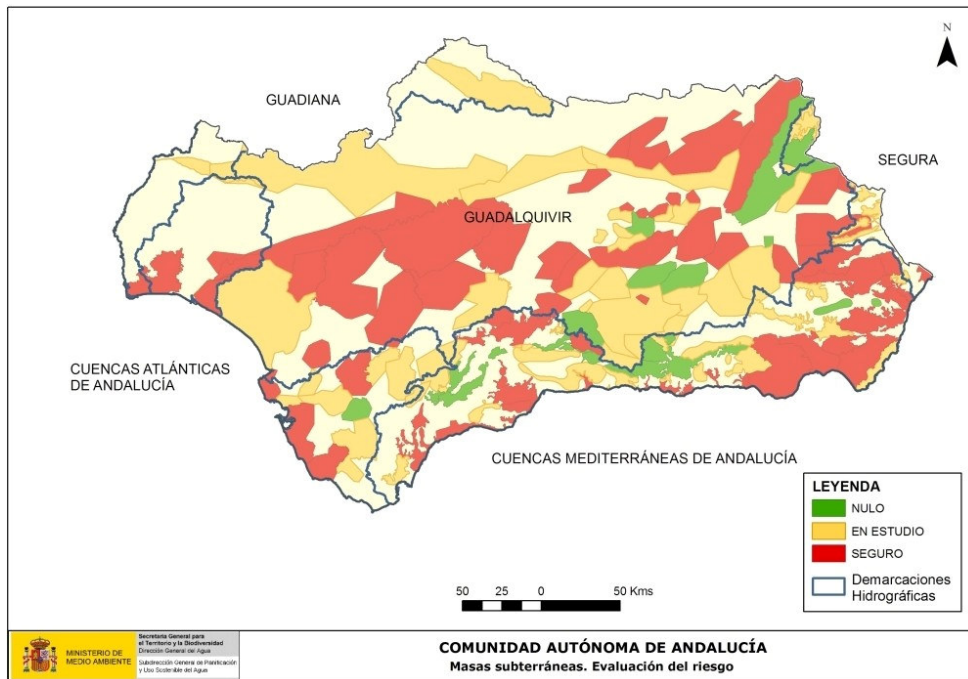 N
GUADIANA
SEGURA
GUADALQUIVIR
CUENCAS ATLÁNTICAS
DE ANDALUCÍA
CUENCAS MEDITERRÁNEAS DE ANDALUCÍA
LEYENDA
NULO
EN ESTUDIO
SEGURO
Demarcaciones
Hidrográficas
50 25 0 50 Kms
MINISTERIO DE
MEDIO AMBIENTE
Secretaría General para
el Territorio y la Biodiversidad
Dirección General del Agua
Subdirección General de Planificación
y Uso Sostenible del Agua
COMUNIDAD AUTÓNOMA DE ANDALUCÍA
Masas subterráneas. Evaluación del riesgo